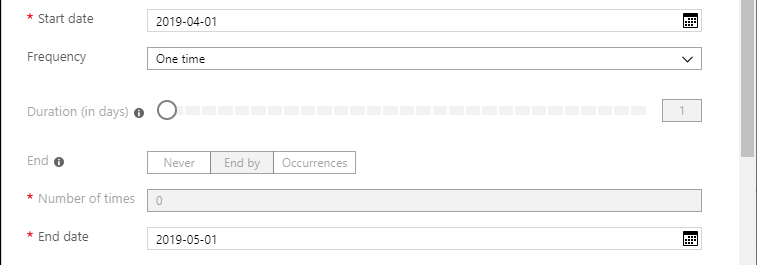 * Start date 2019-04-01
Frequency One time
Duration (in days) 1
End Never End by Occurrences
* Number of times 0
* End date 2019-05-01